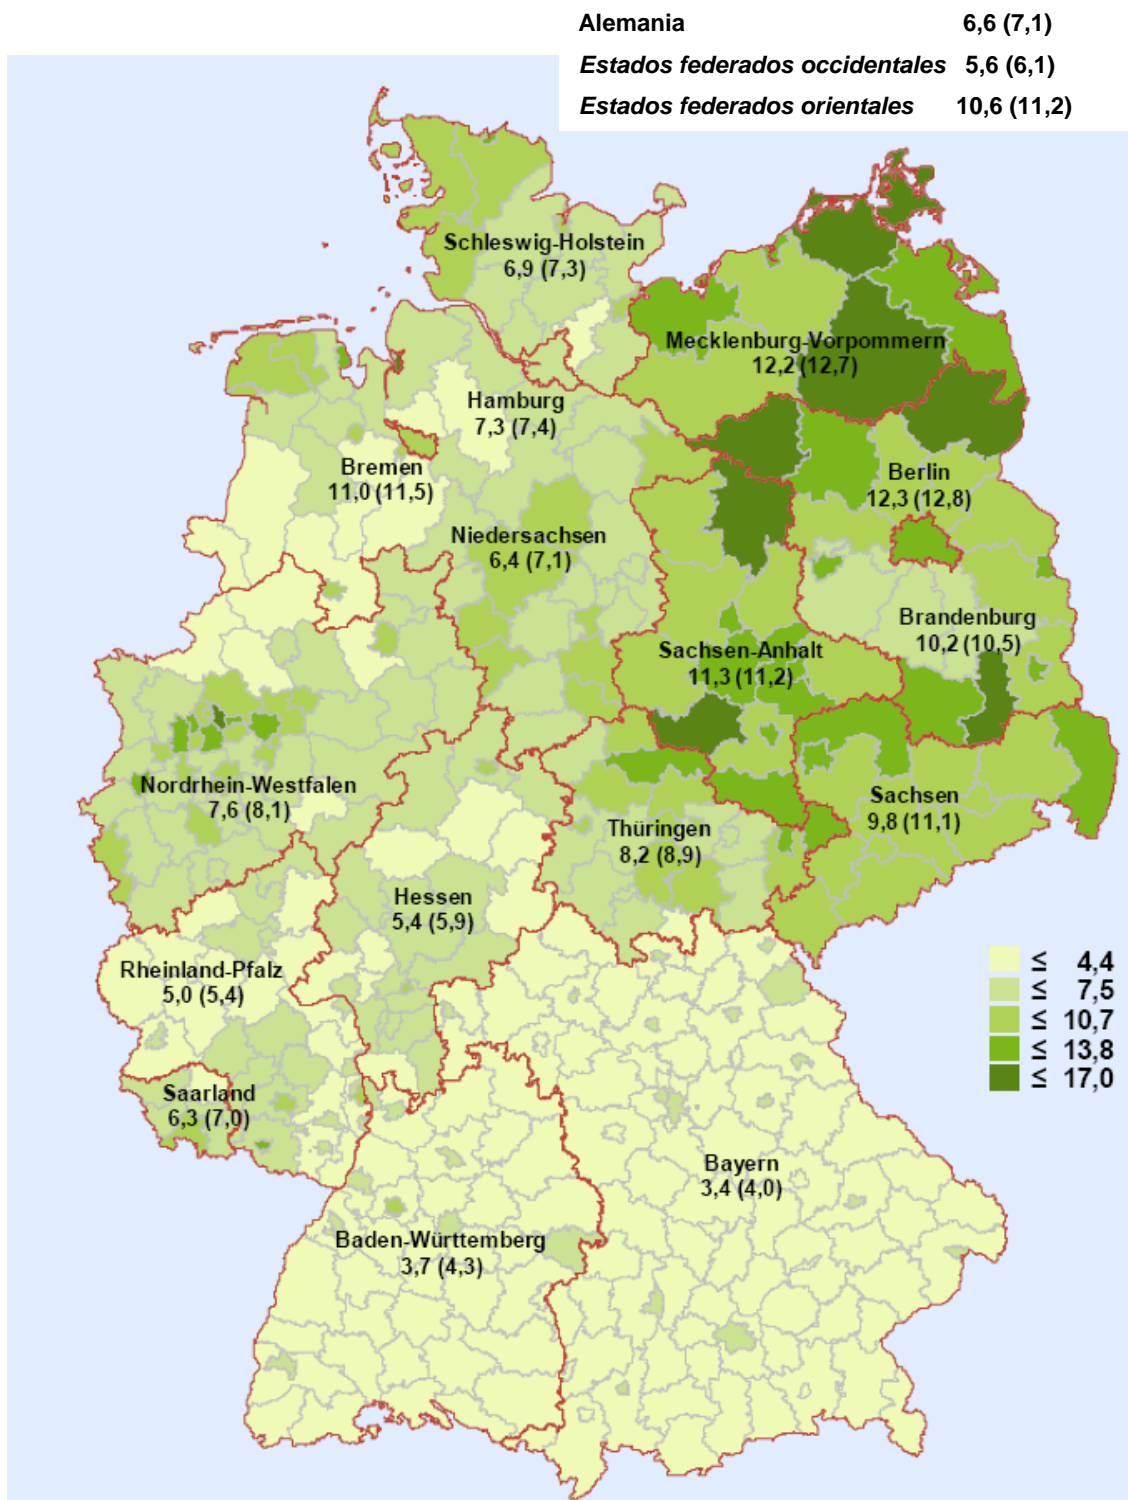 Alemania 6,6 (7,1)
Estados federados occidentales 5,6 (6,1)
Estados federados orientales 10,6 (11,2)
Schleswig-Holstein
6,9 (7,3)
Mecklenburg-Vorpommern
12,2 (12,7)
Hamburg
7,3 (7,4)
Bremen
11,0 (11,5)
Berlin
12,3 (12,8)
Niedersachsen
6,4 (7,1)
Brandenburg
10,2 (10,5)
Sachsen-Anhalt
11,3 (11,2)
Nordrhein-Westfalen
7,6 (8,1)
Sachsen
9,8 (11,1)
Thüringen
8,2 (8,9)
Hessen
5,4 (5,9)
Rheinland-Pfalz
5,0 (5,4)
≤ 4,4
≤ 7,5
≤ 10,7
≤ 13,8
≤ 17,0
Saarland
6,3 (7,0)
Bayern
3,4 (4,0)
Baden-Württemberg
3,7 (4,3)